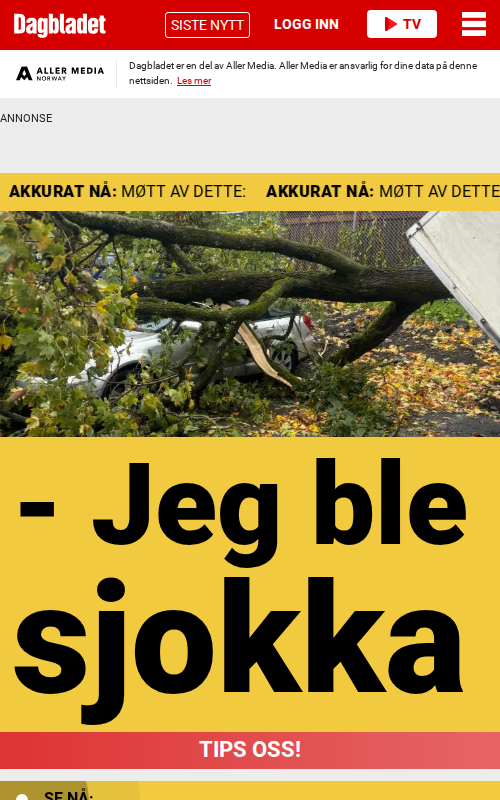 Dagbladet
SISTE NYTT
LOGG INN
TV
ALLER MEDIA
NORWAY
Dagbladet er en del av Aller Media. Aller Media er ansvarlig for dine data på denne
nettsiden. Les mer
ANNONSE
AKKURAT NÅ: MØTT AV DETTE: AKKURAT NÅ: MØTT AV DETTE
- Jeg ble
sjokka
TIPS OSS!
SE NÅ: